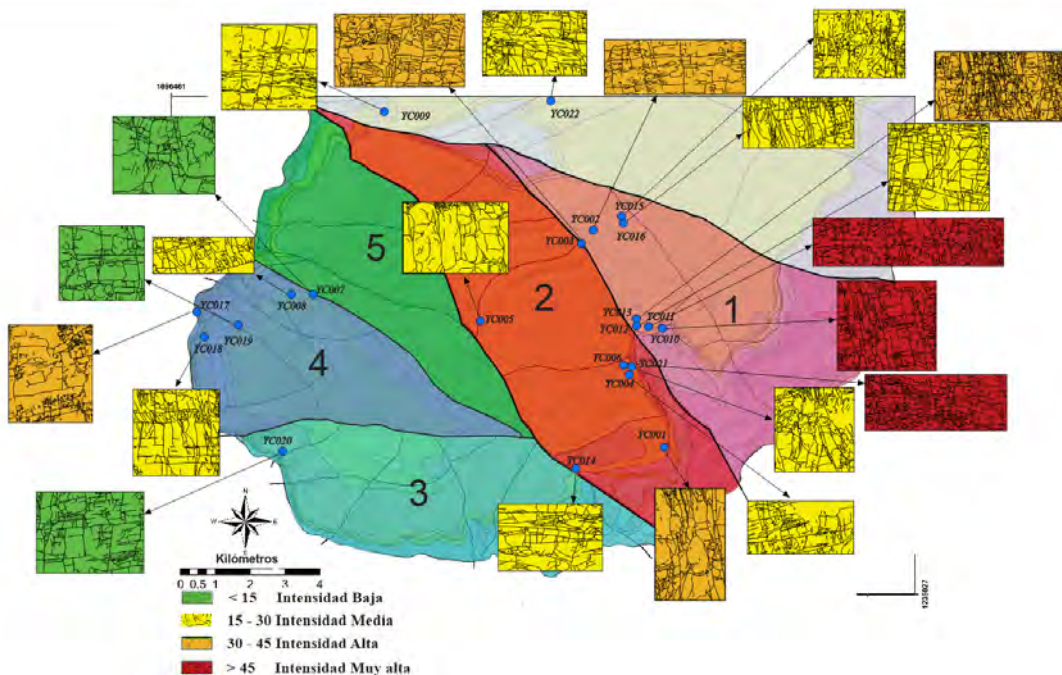 1096461
YC009
YC022
YC015
YC002
YC016
YC003
5
2
1
YC008
YC007
YC017
YC019
YC018
4
YC005
YC013
YC011
YC012
YC010
YC006
YC021
YC004
YC020
YC001
YC014
3
N
W
E
S
Kilómetros
0 0.5 1 2 3 4
< 15 Intensidad Baja
15 - 30 Intensidad Media
30 - 45 Intensidad Alta
> 45 Intensidad Muy alta